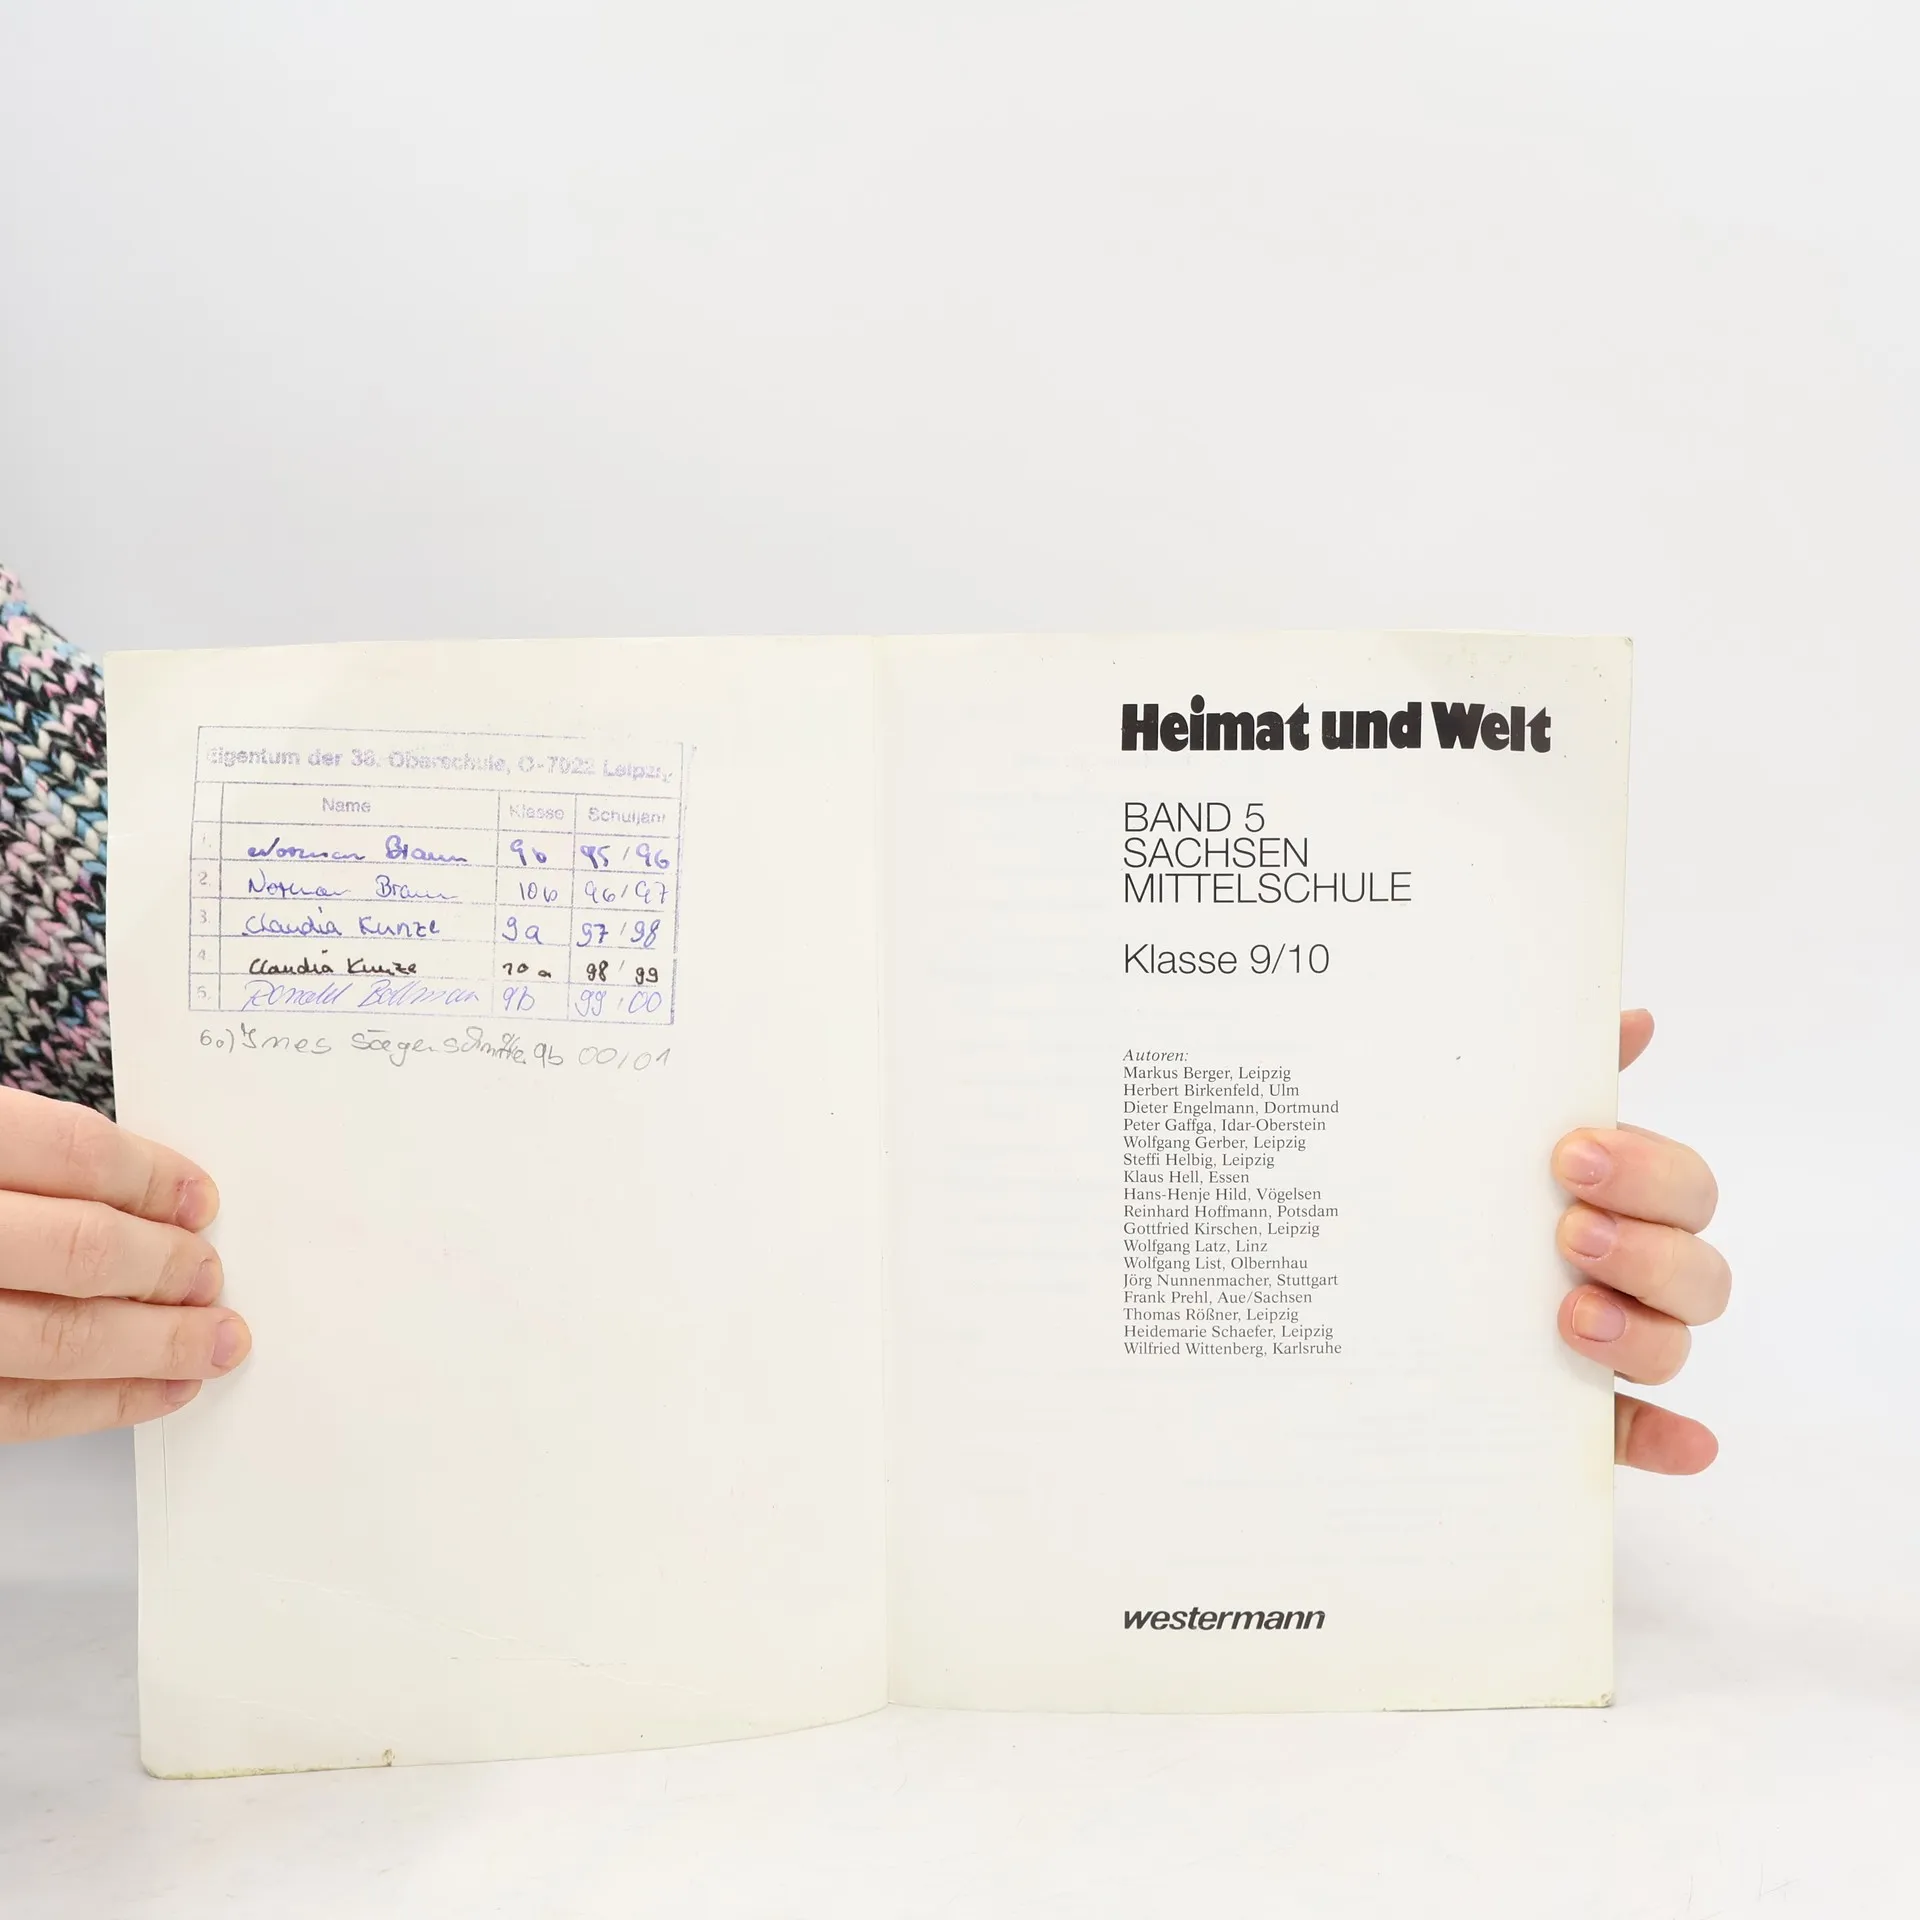 Eigentum der 38. Oberschule, O-7022 Leipzig
Name Klasse Schuljahr
1. Norman Braun 9b 95/96
2. Norman Braun 10b 96/97
3. Claudia Kunze 9a 97/98
4. Claudia Kunze 10a 98/99
5. Ronald Bollman 9b 99/00
6.) Ines 9b 00/01
Heimat und Welt
BAND 5
SACHSEN
MITTELSCHULE
Klasse 9/10
Autoren:
Markus Berger, Leipzig
Herbert Birkenfeld, Ulm
Dieter Engelmann, Dortmund
Peter Gaffga, Idar-Oberstein
Wolfgang Gerber, Leipzig
Steffi Helbig, Leipzig
Klaus Hell, Essen
Hans-Henje Hild, Vögelsen
Reinhard Hoffmann, Potsdam
Gottfried Kirschen, Leipzig
Wolfgang Latz, Linz
Wolfgang List, Olbernhau
Jörg Nunnenmacher, Stuttgart
Frank Prehl, Aue/Sachsen
Thomas Rößner, Leipzig
Heidemarie Schaefer, Leipzig
Wilfried Wittenberg, Karlsruhe
westermann